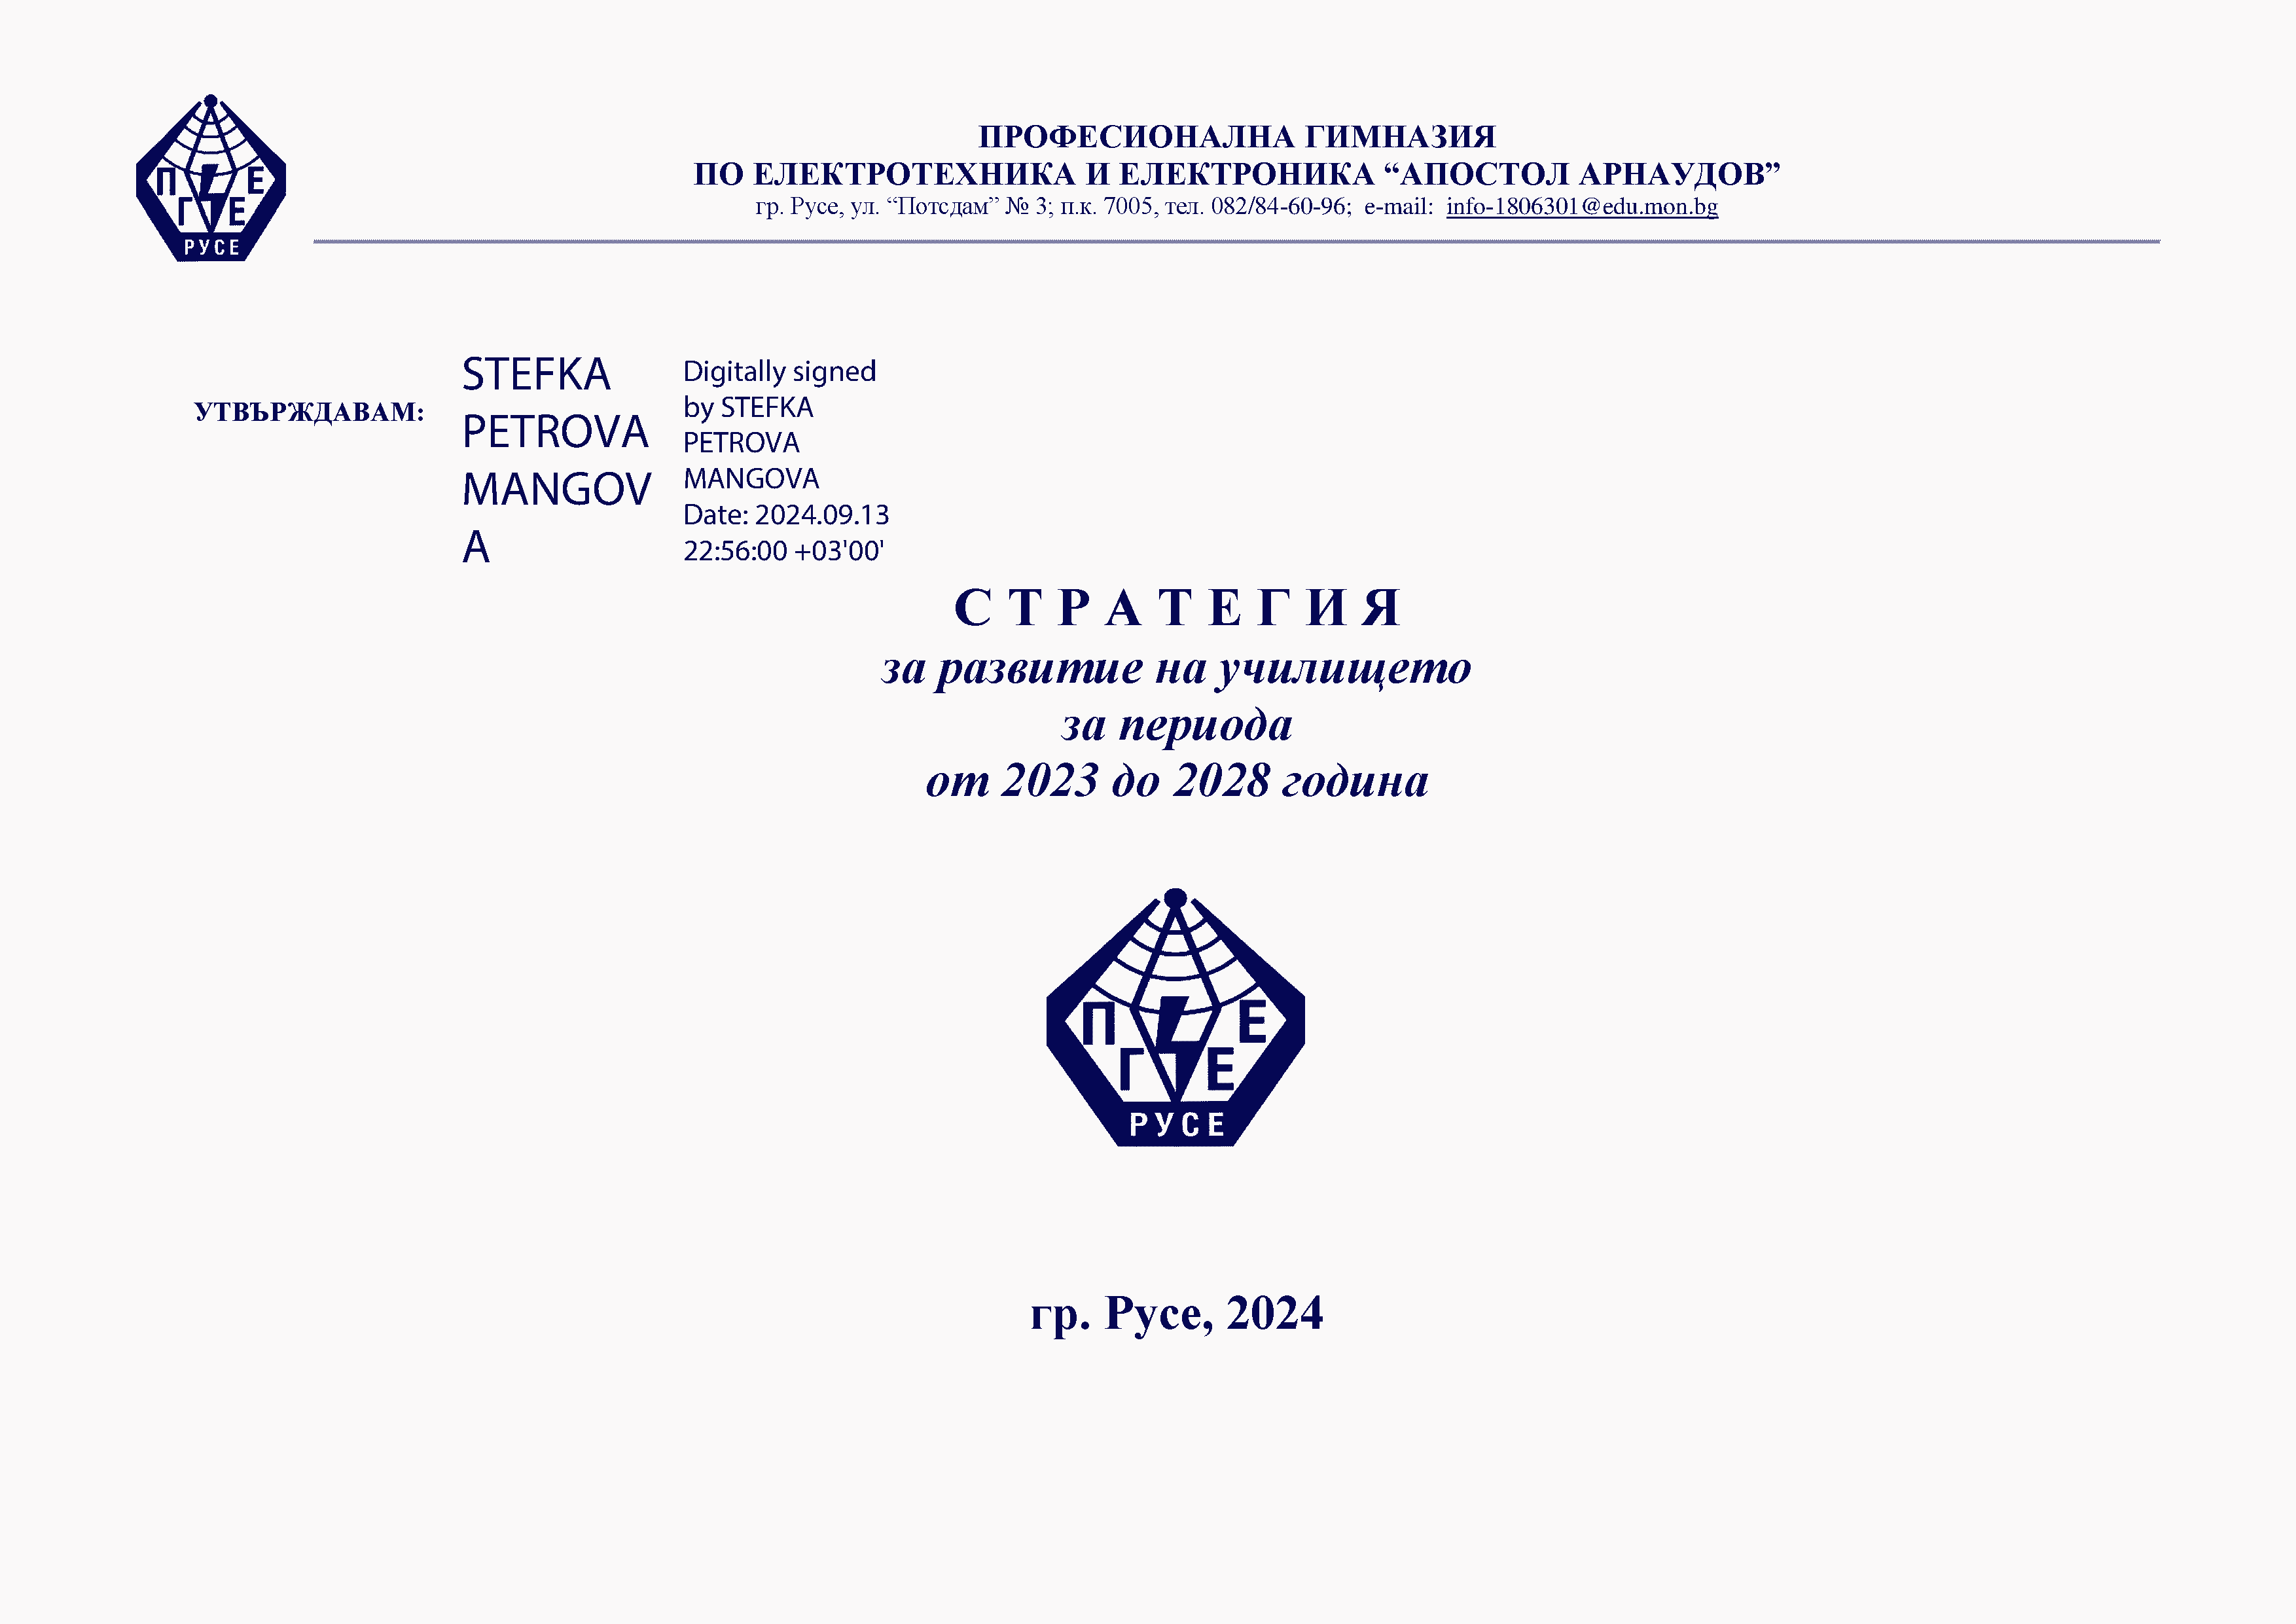 ПРОФЕСИОНАЛНА ГИМНАЗИЯ
ПО ЕЛЕКТРОТЕХНИКА И ЕЛЕКТРОНИКА “АПОСТОЛ АРНАУДОВ”
гр. Русе, ул. “Потсдам” № 3; п.к. 7005, тел. 082/84-60-96; e-mail: info-1806301@edu.mon.bg
П Е
Г Е
РУСЕ
УТВЪРЖДАВАМ:
STEFKA
PETROVA
MANGOV
A
Digitally signed
by STEFKA
PETROVA
MANGOVA
Date: 2024.09.13
22:56:00 +03'00'
С Т Р А Т Е Г И Я
за развитие на училището
за периода
от 2023 до 2028 година
П Е
Г Е
РУСЕ
гр. Русе, 2024